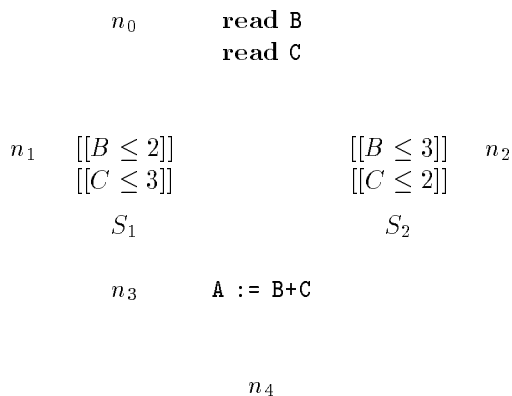 n0 read B
read C
n1 [[B ≤ 2]] [[B ≤ 3]] n2
[[C ≤ 3]] [[C ≤ 2]]
S1 S2
n3 A := B+C
n4